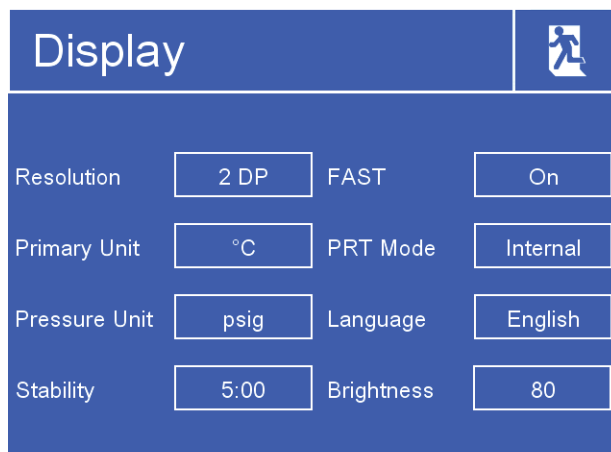 Display
Resolution 2 DP FAST On
Primary Unit °C PRT Mode Internal
Pressure Unit psig Language English
Stability 5:00 Brightness 80